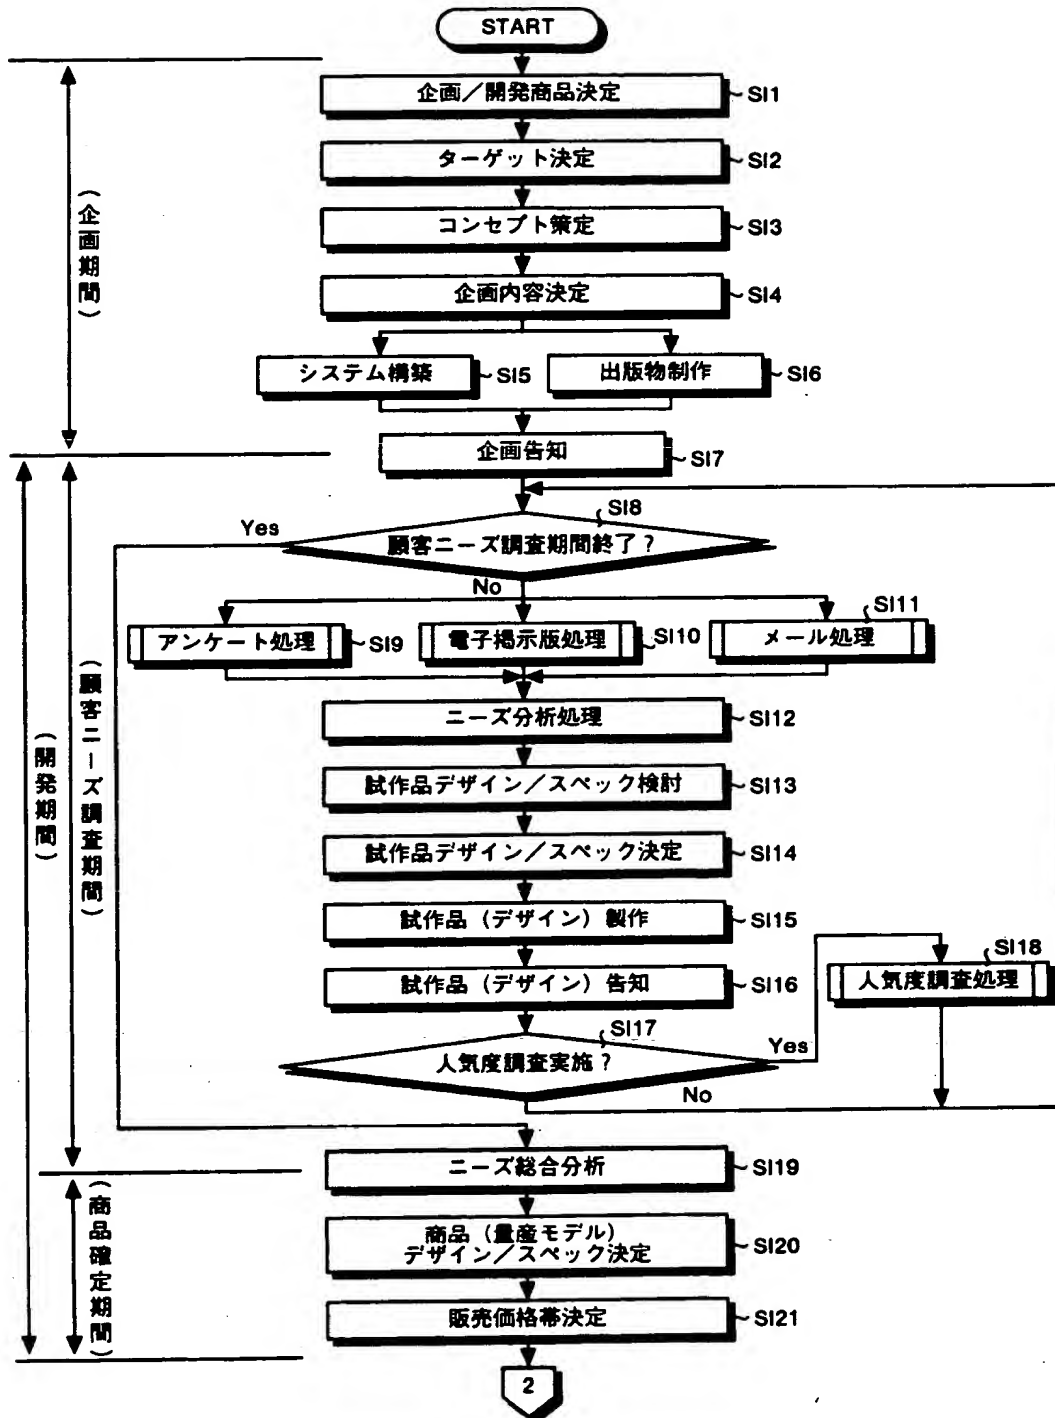 START
企画／開発商品決定
SI1
ターゲット決定
SI2
コンセプト策定
SI3
企画内容決定
SI4
システム構築
SI5
出版物制作
SI6
企画告知
SI7
(企画期間)
SI8
顧客ニーズ調査期間終了？
Yes
No
アンケート処理
SI9
電子掲示版処理
SI10
メール処理
SI11
ニーズ分析処理
SI12
試作品デザイン／スペック検討
SI13
試作品デザイン／スペック決定
SI14
試作品（デザイン）製作
SI15
試作品（デザイン）告知
SI16
SI17
人気度調査実施？
Yes
No
SI18
人気度調査処理
(顧客ニーズ調査期間)
(開発期間)
ニーズ総合分析
SI19
商品（量産モデル）
デザイン／スペック決定
SI20
販売価格帯決定
SI21
(商品確定期間)
2